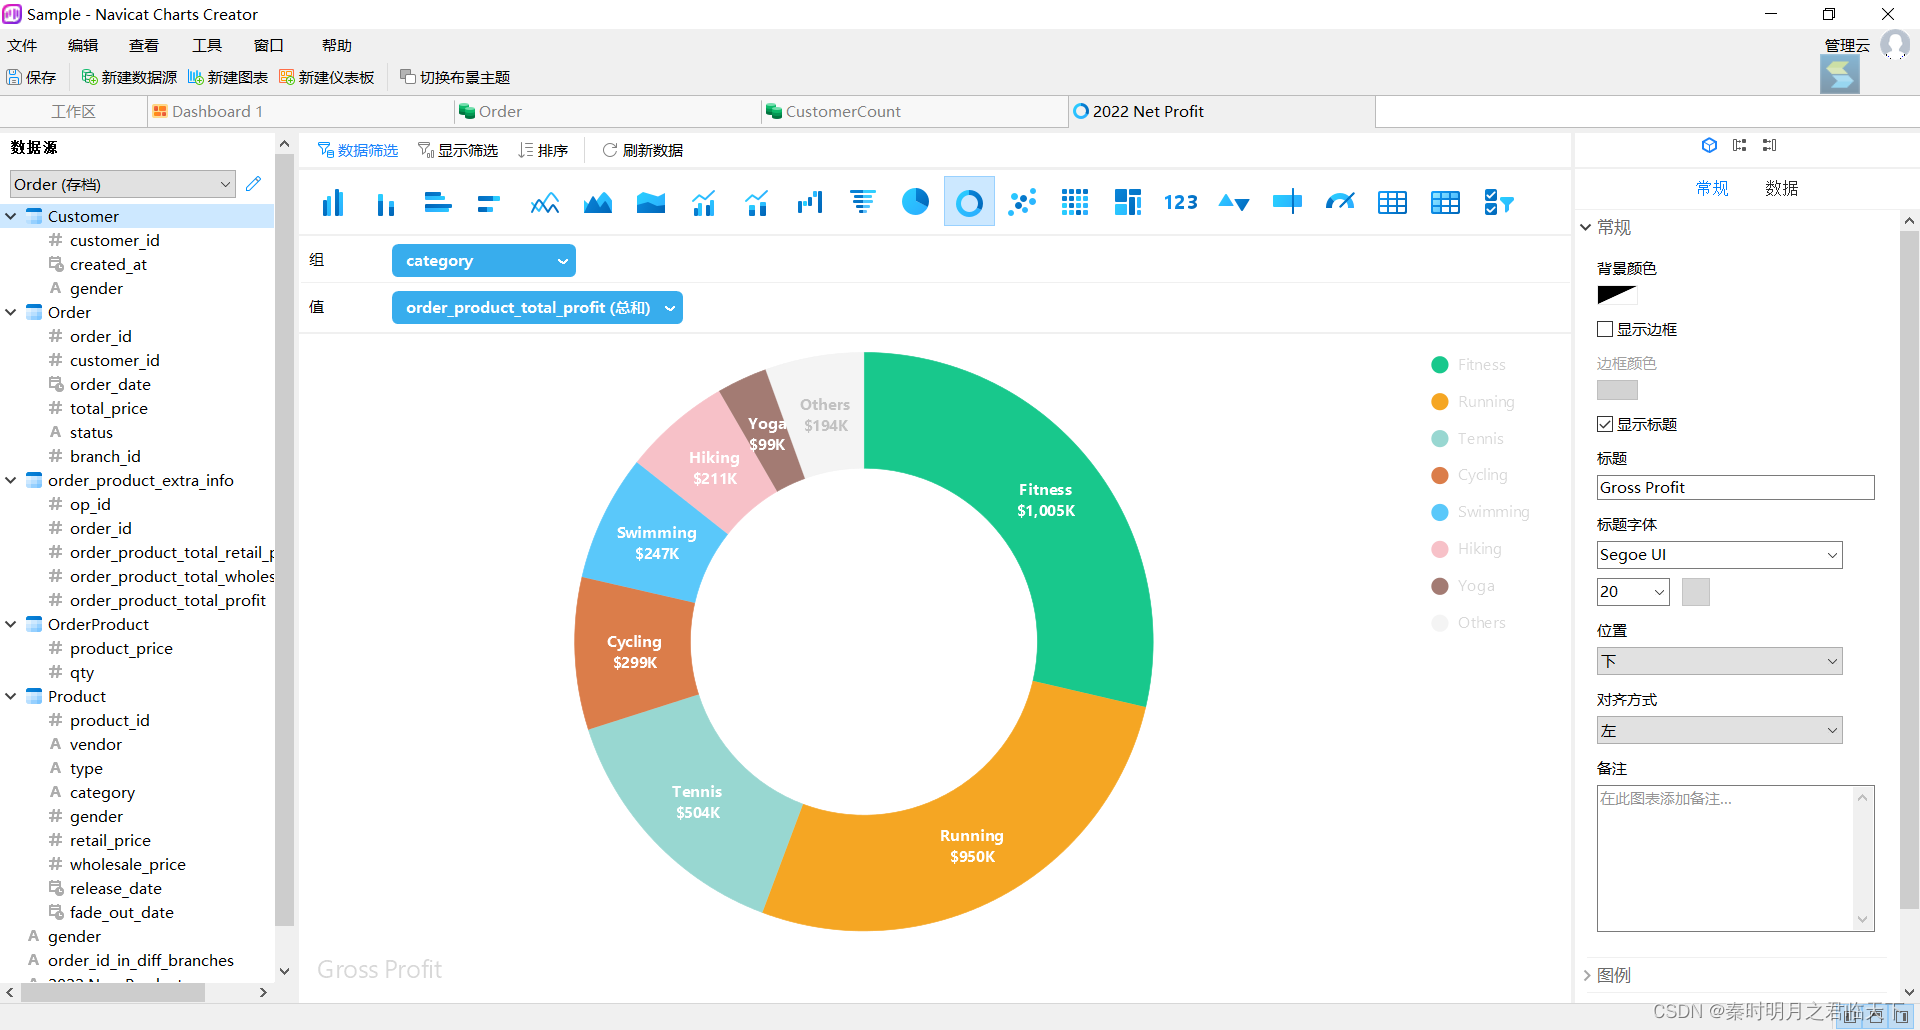 Sample - Navicat Charts Creator
文件 编辑 查看 工具 窗口 帮助
管理云
保存 新建数据源 新建图表 新建仪表板 切换布景主题
工作区 Dashboard 1 Order CustomerCount 2022 Net Profit
数据源
Order (存档)
Customer
# customer_id
created_at
A gender
Order
# order_id
# customer_id
order_date
# total_price
A status
# branch_id
order_product_extra_info
# op_id
# order_id
# order_product_total_retail_p
# order_product_total_wholes
# order_product_total_profit
OrderProduct
# product_price
# qty
Product
# product_id
A vendor
A type
A category
# gender
# retail_price
# wholesale_price
release_date
fade_out_date
A gender
A order_id_in_diff_branches
数据筛选 显示筛选 排序 刷新数据
123
组 category
值 order_product_total_profit (总和)
Others
$194K
Yoga
$99K
Hiking
$211K
Fitness
$1,005K
Swimming
$247K
Cycling
$299K
Tennis
$504K
Running
$950K
Fitness
Running
Tennis
Cycling
Swimming
Hiking
Yoga
Others
Gross Profit
常规 数据
常规
背景颜色
显示边框
边框颜色
显示标题
标题
Gross Profit
标题字体
Segoe UI
20
位置
下
对齐方式
左
备注
在此图表添加备注...
图例
CSDN @秦时明月之君临天下